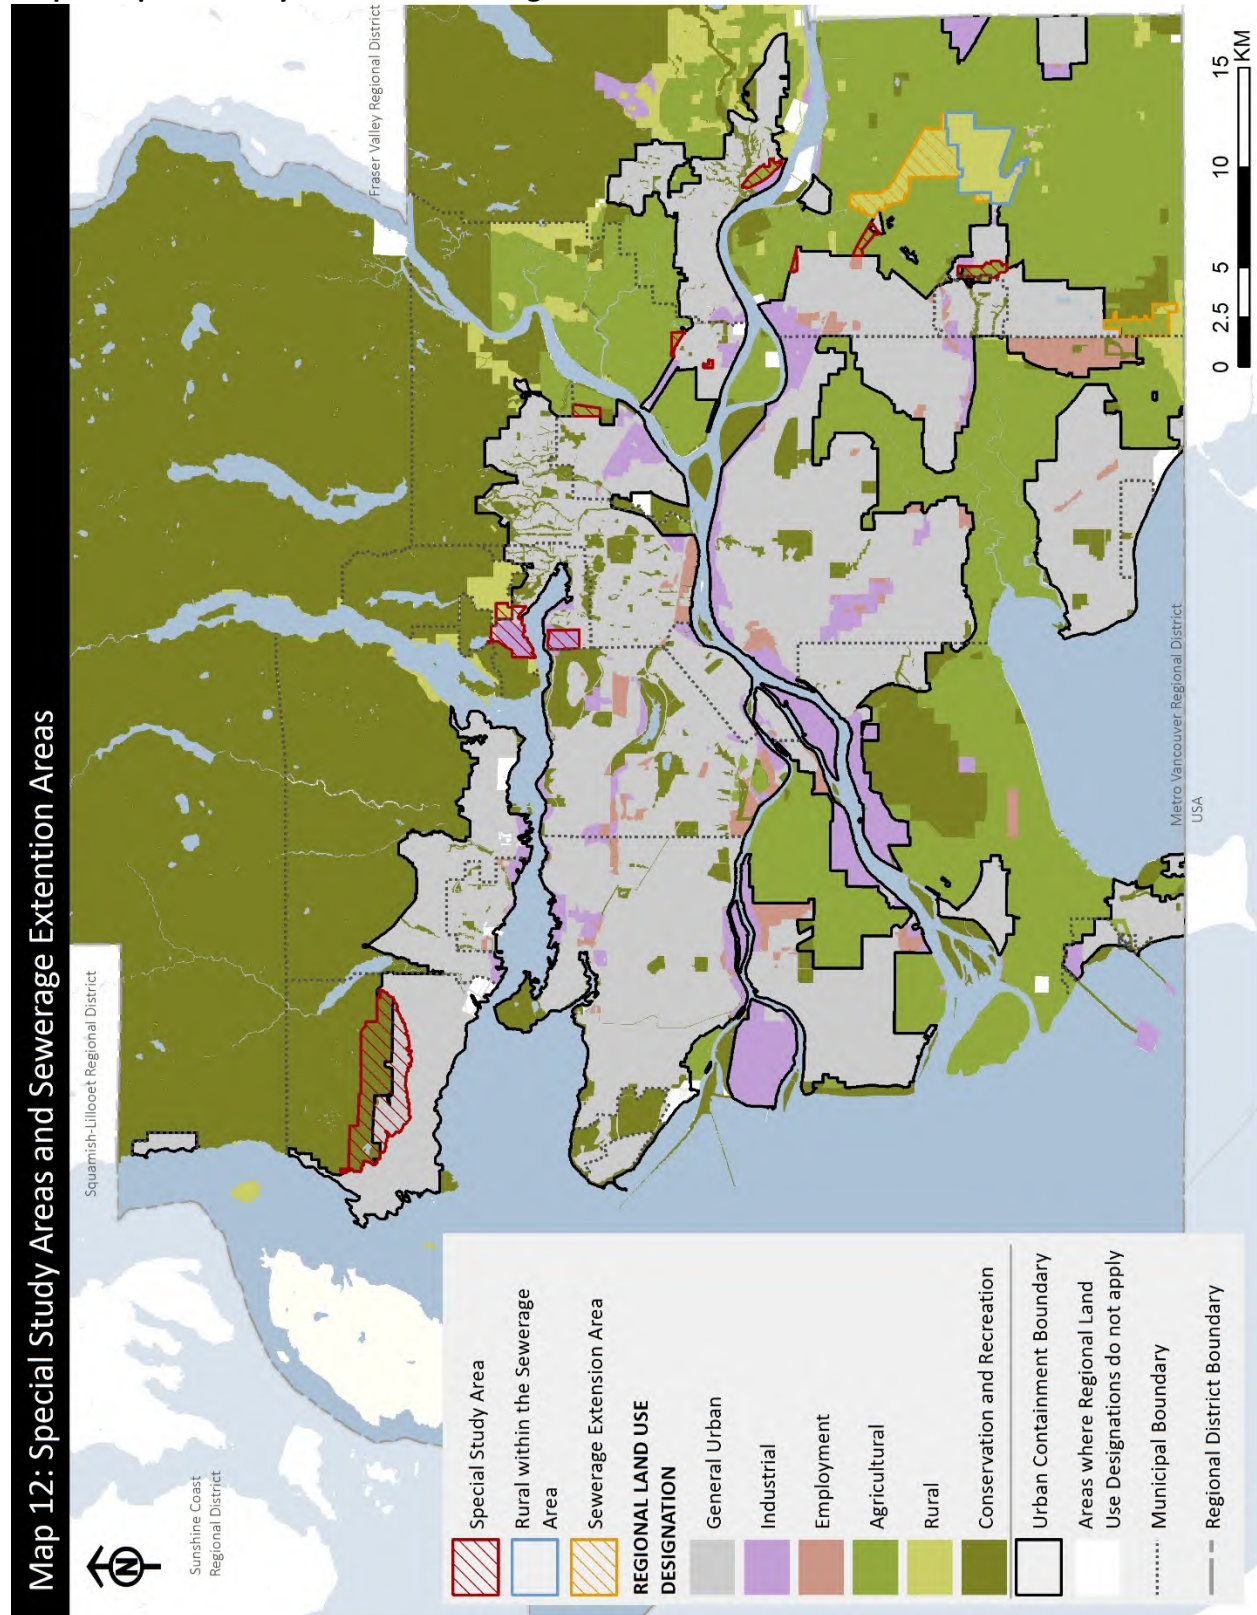 Map 12: Special Study Areas and Sewerage Extention Areas
N
Sunshine Coast
Regional District
Squamish-Lillooet Regional District
Fraser Valley Regional District
Metro Vancouver Regional District
USA
Special Study Area
Rural within the Sewerage
Area
Sewerage Extension Area
REGIONAL LAND USE
DESIGNATION
General Urban
Industrial
Employment
Agricultural
Rural
Conservation and Recreation
Urban Containment Boundary
Areas where Regional Land
Use Designations do not apply
Municipal Boundary
Regional District Boundary
0 2.5 5 10 15
KM